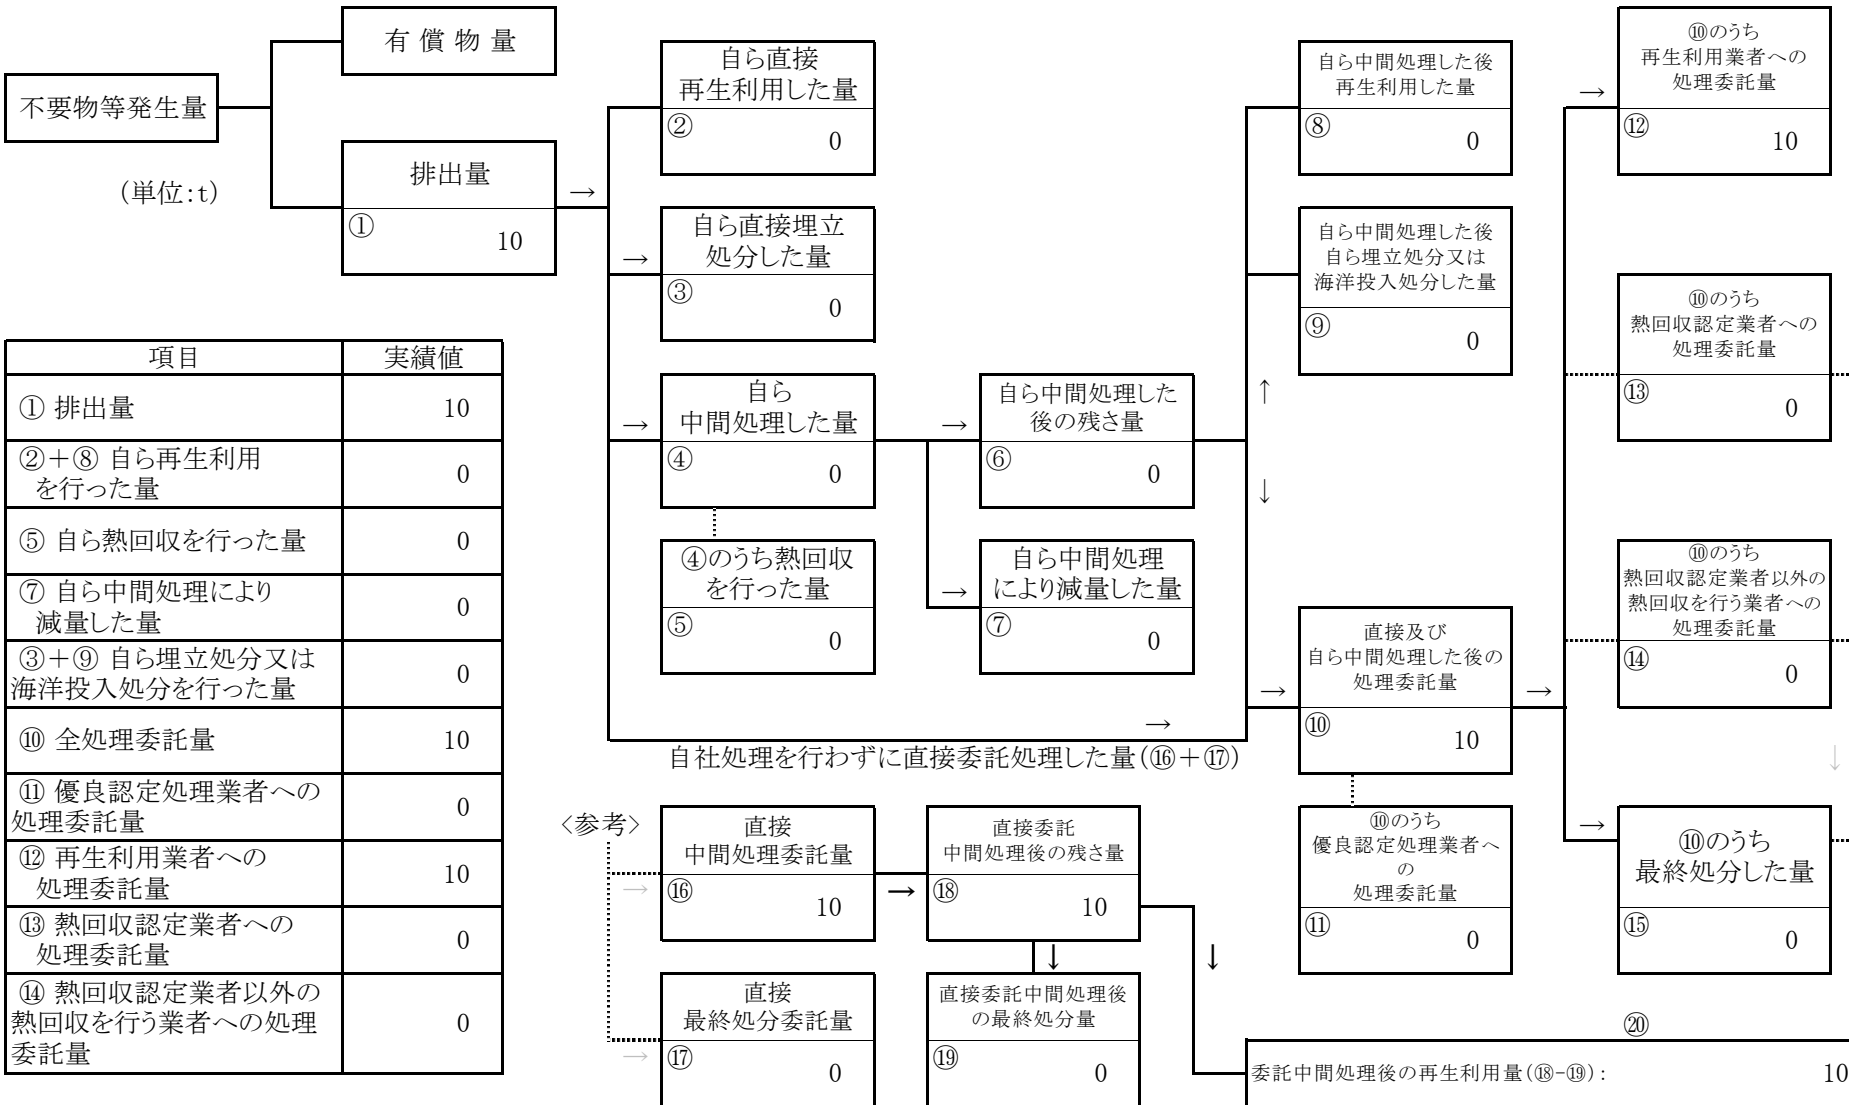 不要物等発生量
有 償 物 量
(単位:t)
排出量
①
10
→
自ら直接
再生利用した量
②
0
→
自ら直接埋立
処分した量
③
0
→
自ら
中間処理した量
④
0
④のうち熱回収
を行った量
⑤
0
→
自ら中間処理した
後の残さ量
⑥
0
→
自ら中間処理
により減量した量
⑦
0
→
自社処理を行わずに直接委託処理した量(⑯+⑰)
自ら中間処理した後
再生利用した量
⑧
0
自ら中間処理した後
自ら埋立処分又は
海洋投入処分した量
⑨
0
↑
↓
→
直接及び
自ら中間処理した後の
処理委託量
⑩
10
→
⑩のうち
優良認定処理業者へ
の
処理委託量
⑪
0
→
⑩のうち
再生利用業者への
処理委託量
⑫
10
⑩のうち
熱回収認定業者への
処理委託量
⑬
0
⑩のうち
熱回収認定業者以外の
熱回収を行う業者への
処理委託量
⑭
0
↓
→
⑩のうち
最終処分した量
⑮
0
項目 実績値
① 排出量 10
②+⑧ 自ら再生利用
を行った量 0
⑤ 自ら熱回収を行った量 0
⑦ 自ら中間処理により
減量した量 0
③+⑨ 自ら埋立処分又は
海洋投入処分を行った量 0
⑩ 全処理委託量 10
⑪ 優良認定処理業者への
処理委託量 0
⑫ 再生利用業者への
処理委託量 10
⑬ 熱回収認定業者への
処理委託量 0
⑭ 熱回収認定業者以外の
熱回収を行う業者への処理
委託量 0
〈参考〉
→
直接
中間処理委託量
⑯
10
→
直接委託
中間処理後の残さ量
⑱
10
↓
↓
→
直接
最終処分委託量
⑰
0
直接委託中間処理後
の最終処分量
⑲
0
⑳
委託中間処理後の再生利用量(⑱-⑲): 10